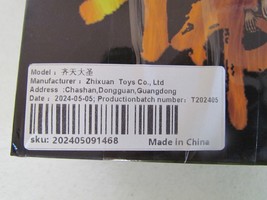 Model：齐天大圣
Manufacturer：Zhixuan Toys Co., Ltd
Address :Chashan,Dongguan,Guangdong
Date：2024-05-05; Productionbatch number：T202405
sku: 202405091468 Made in China